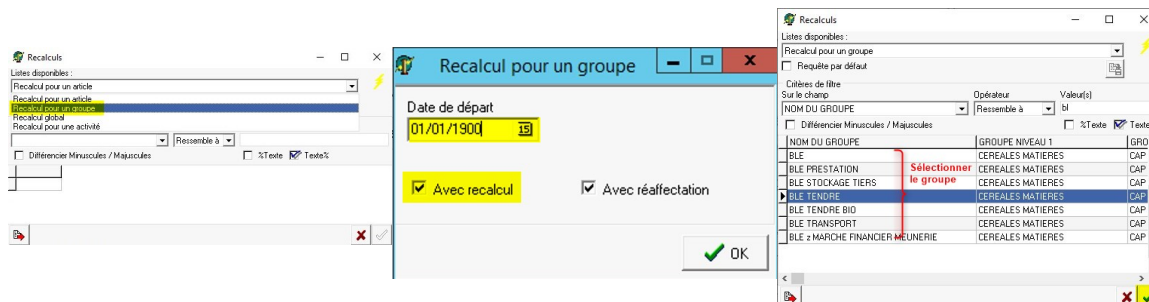 Recalculs
Listes disponibles :
Recalcul pour un article
Recalcul pour un article
Recalcul pour un groupe
Recalcul global
Recalcul pour une activité
Ressemble à
Différencier Minuscules / Majuscules %Texte Texte%
Recalcul pour un groupe
Date de départ
01/01/1900 15
Avec recalcul Avec réaffectation
OK
Recalculs
Listes disponibles :
Recalcul pour un groupe
Requête par défaut
Critères de filtre
Sur le champ Opérateur Valeur(s)
NOM DU GROUPE Ressemble à bl
Différencier Minuscules / Majuscules %Texte Texte
NOM DU GROUPE GROUPE NIVEAU 1 GRO
BLE CEREALES MATIERES CAP
BLE PRESTATION CEREALES MATIERES CAP
BLE STOCKAGE TIERS CEREALES MATIERES CAP
BLE TENDRE CEREALES MATIERES CAP
BLE TENDRE BIO CEREALES MATIERES CAP
BLE TRANSPORT CEREALES MATIERES CAP
BLE z MARCHE FINANCIER MEUNERIE CEREALES MATIERES CAP
Sélectionner
le groupe